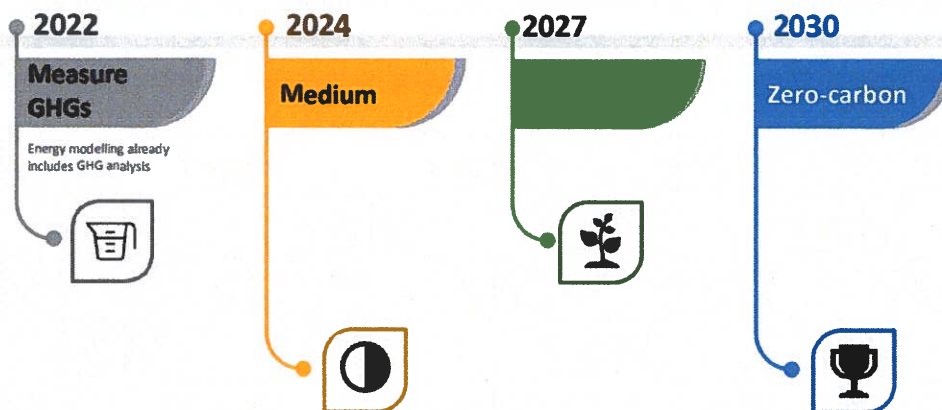 2022
2024
2027
2030
Measure
GHGs
Medium
Zero-carbon
Energy modelling already
includes GHG analysis